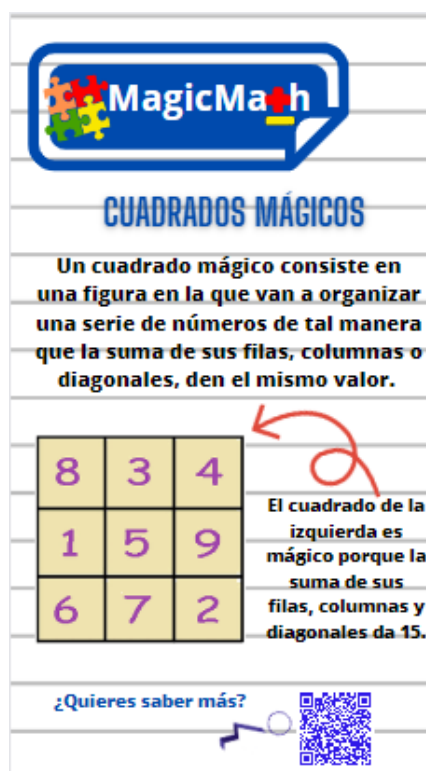 MagicMath
CUADRADOS MÁGICOS
Un cuadrado mágico consiste en
una figura en la que van a organizar
una serie de números de tal manera
que la suma de sus filas, columnas o
diagonales, den el mismo valor.
8 3 4
1 5 9
6 7 2
El cuadrado de la
izquierda es
mágico porque la
suma de sus
filas, columnas y
diagonales da 15.
¿Quieres saber más?